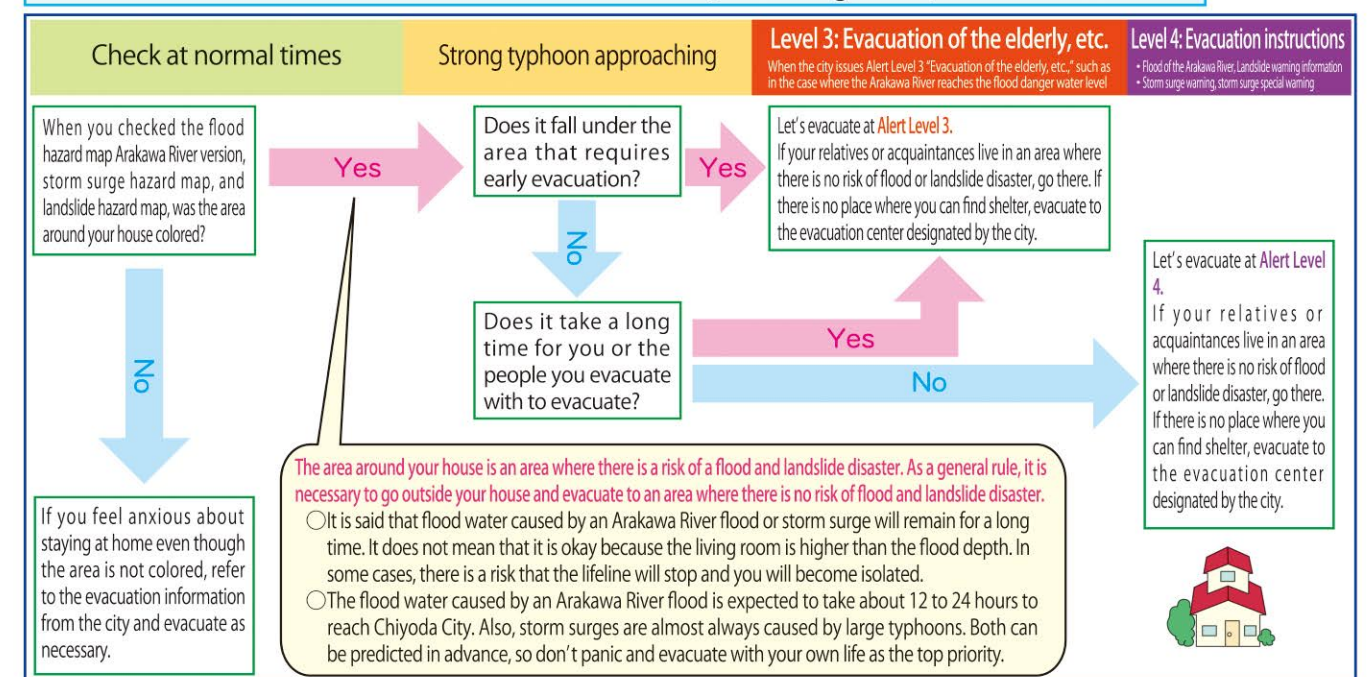 Check at normal times
Strong typhoon approaching
Level 3: Evacuation of the elderly, etc.
When the city issues Alert Level 3 “Evacuation of the elderly, etc.,” such as
in the case where the Arakawa River reaches the flood danger water level
Level 4: Evacuation instructions
• Flood of the Arakawa River, Landslide warning information
• Storm surge warning, storm surge special warning
When you checked the flood
hazard map Arakawa River version,
storm surge hazard map, and
landslide hazard map, was the area
around your house colored?
Yes
Does it fall under the
area that requires
early evacuation?
Yes
Let’s evacuate at Alert Level 3.
If your relatives or acquaintances live in an area where
there is no risk of flood or landslide disaster, go there. If
there is no place where you can find shelter, evacuate to
the evacuation center designated by the city.
No
No
Does it take a long
time for you or the
people you evacuate
with to evacuate?
Yes
No
Let’s evacuate at Alert Level
4.
If your relatives or
acquaintances live in an area
where there is no risk of flood
or landslide disaster, go there.
If there is no place where you
can find shelter, evacuate to
the evacuation center
designated by the city.
If you feel anxious about
staying at home even though
the area is not colored, refer
to the evacuation information
from the city and evacuate as
necessary.
The area around your house is an area where there is a risk of a flood and landslide disaster. As a general rule, it is
necessary to go outside your house and evacuate to an area where there is no risk of flood and landslide disaster.
○It is said that flood water caused by an Arakawa River flood or storm surge will remain for a long
time. It does not mean that it is okay because the living room is higher than the flood depth. In
some cases, there is a risk that the lifeline will stop and you will become isolated.
○The flood water caused by an Arakawa River flood is expected to take about 12 to 24 hours to
reach Chiyoda City. Also, storm surges are almost always caused by large typhoons. Both can
be predicted in advance, so don’t panic and evacuate with your own life as the top priority.